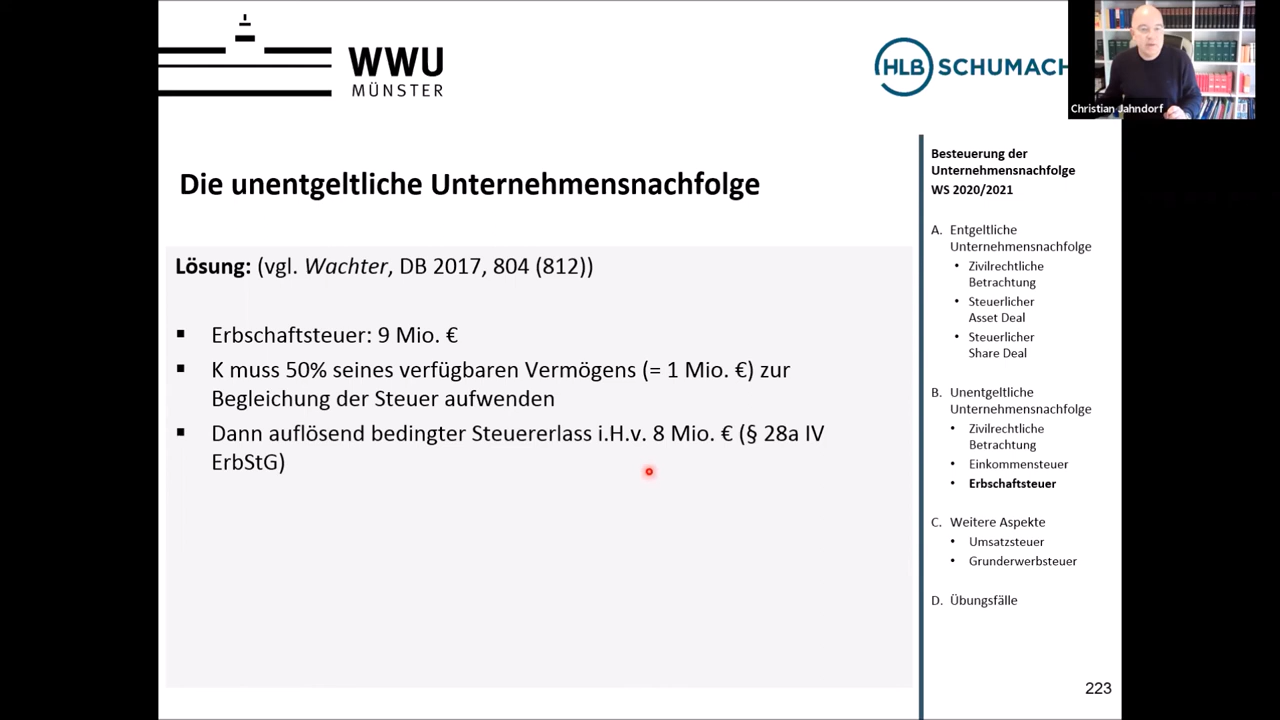 WWU
MÜNSTER
HLB SCHUMACH
Christian Jahndorf
Die unentgeltliche Unternehmensnachfolge
Lösung: (vgl. Wachter, DB 2017, 804 (812))
▪ Erbschaftsteuer: 9 Mio. €
▪ K muss 50% seines verfügbaren Vermögens (= 1 Mio. €) zur
Begleichung der Steuer aufwenden
▪ Dann auflösend bedingter Steuererlass i.H.v. 8 Mio. € (§ 28a IV
ErbStG)
Besteuerung der
Unternehmensnachfolge
WS 2020/2021
A. Entgeltliche
Unternehmensnachfolge
• Zivilrechtliche
Betrachtung
• Steuerlicher
Asset Deal
• Steuerlicher
Share Deal
B. Unentgeltliche
Unternehmensnachfolge
• Zivilrechtliche
Betrachtung
• Einkommensteuer
• Erbschaftsteuer
C. Weitere Aspekte
• Umsatzsteuer
• Grunderwerbsteuer
D. Übungsfälle
223